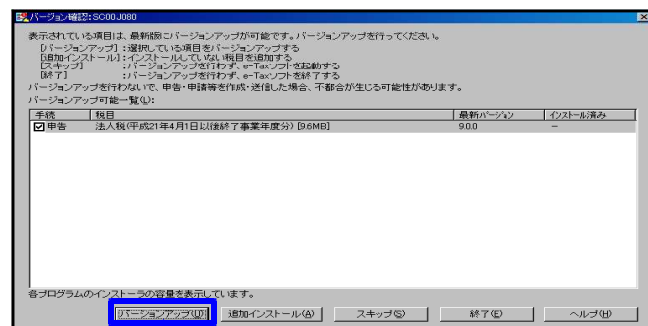 バージョン確認:SC00J080
表示されている項目は、最新版にバージョンアップが可能です。バージョンアップを行ってください。
[バージョンアップ]:選択している項目をバージョンアップする
[追加インストール]:インストールしていない税目を追加する
[スキップ] :バージョンアップを行わず、e-Taxソフトを起動する
[終了] :バージョンアップを行わず、e-Taxソフトを終了する
バージョンアップを行わないで、申告・申請等を作成・送信した場合、不都合が生じる可能性があります。
バージョンアップ可能一覧(L):
手続 税目 最新バージョン インストール済み
申告 法人税(平成21年4月1日以後終了事業年度分) [9.6MB] 9.0.0 −
各プログラムのインストーラの容量を表示しています。
バージョンアップ(U) 追加インストール(A) スキップ(S) 終了(E) ヘルプ(H)